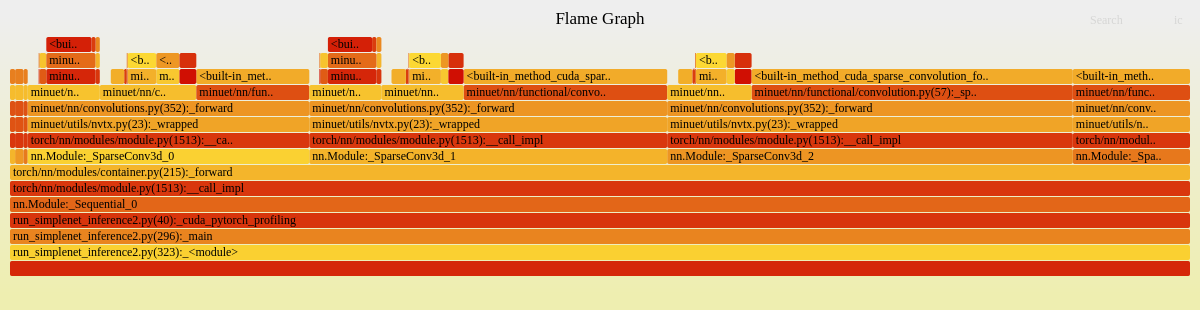 Flame Graph
Search ic
<bui.. <bui..
minu.. <b.. <.. minu.. <b.. <b..
minu.. mi.. m.. <built-in_met.. minu.. mi.. <built-in_method_cuda_spar.. mi.. <built-in_method_cuda_sparse_convolution_fo.. <built-in_meth..
minuet/n.. minuet/nn/c.. minuet/nn/fun.. minuet/n.. minuet/nn.. minuet/nn/functional/convo.. minuet/nn.. minuet/nn/functional/convolution.py(57):_sp.. minuet/nn/func..
minuet/nn/convolutions.py(352):_forward minuet/nn/convolutions.py(352):_forward minuet/nn/convolutions.py(352):_forward minuet/nn/conv..
minuet/utils/nvtx.py(23):_wrapped minuet/utils/nvtx.py(23):_wrapped minuet/utils/nvtx.py(23):_wrapped minuet/utils/n..
torch/nn/modules/module.py(1513):__ca.. torch/nn/modules/module.py(1513):__call_impl torch/nn/modules/module.py(1513):__call_impl torch/nn/modul..
nn.Module:_SparseConv3d_0 nn.Module:_SparseConv3d_1 nn.Module:_SparseConv3d_2 nn.Module:_Spa..
torch/nn/modules/container.py(215):_forward
torch/nn/modules/module.py(1513):__call_impl
nn.Module:_Sequential_0
run_simplenet_inference2.py(40):_cuda_pytorch_profiling
run_simplenet_inference2.py(296):_main
run_simplenet_inference2.py(323):_<module>